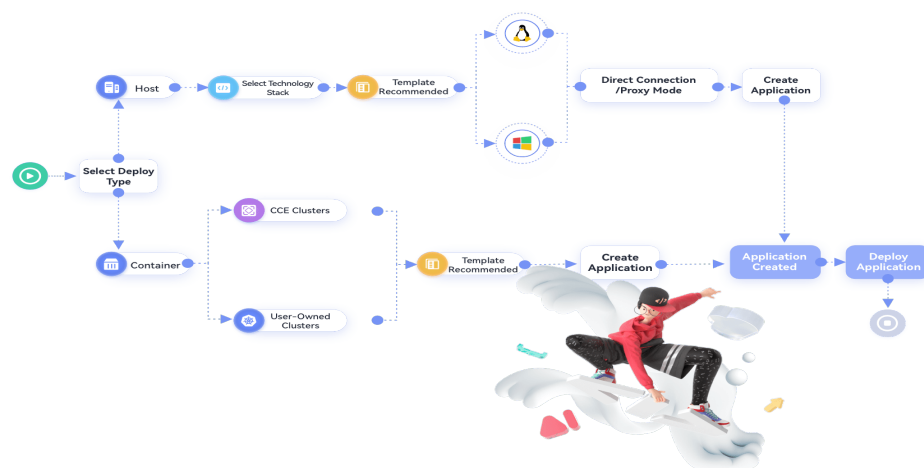 Host
Select Technology
Stack
Template
Recommended
Direct Connection
/Proxy Mode
Create
Application
Select Deploy
Type
CCE Clusters
Container
Template
Recommended
Create
Application
Application
Created
Deploy
Application
User-Owned
Clusters